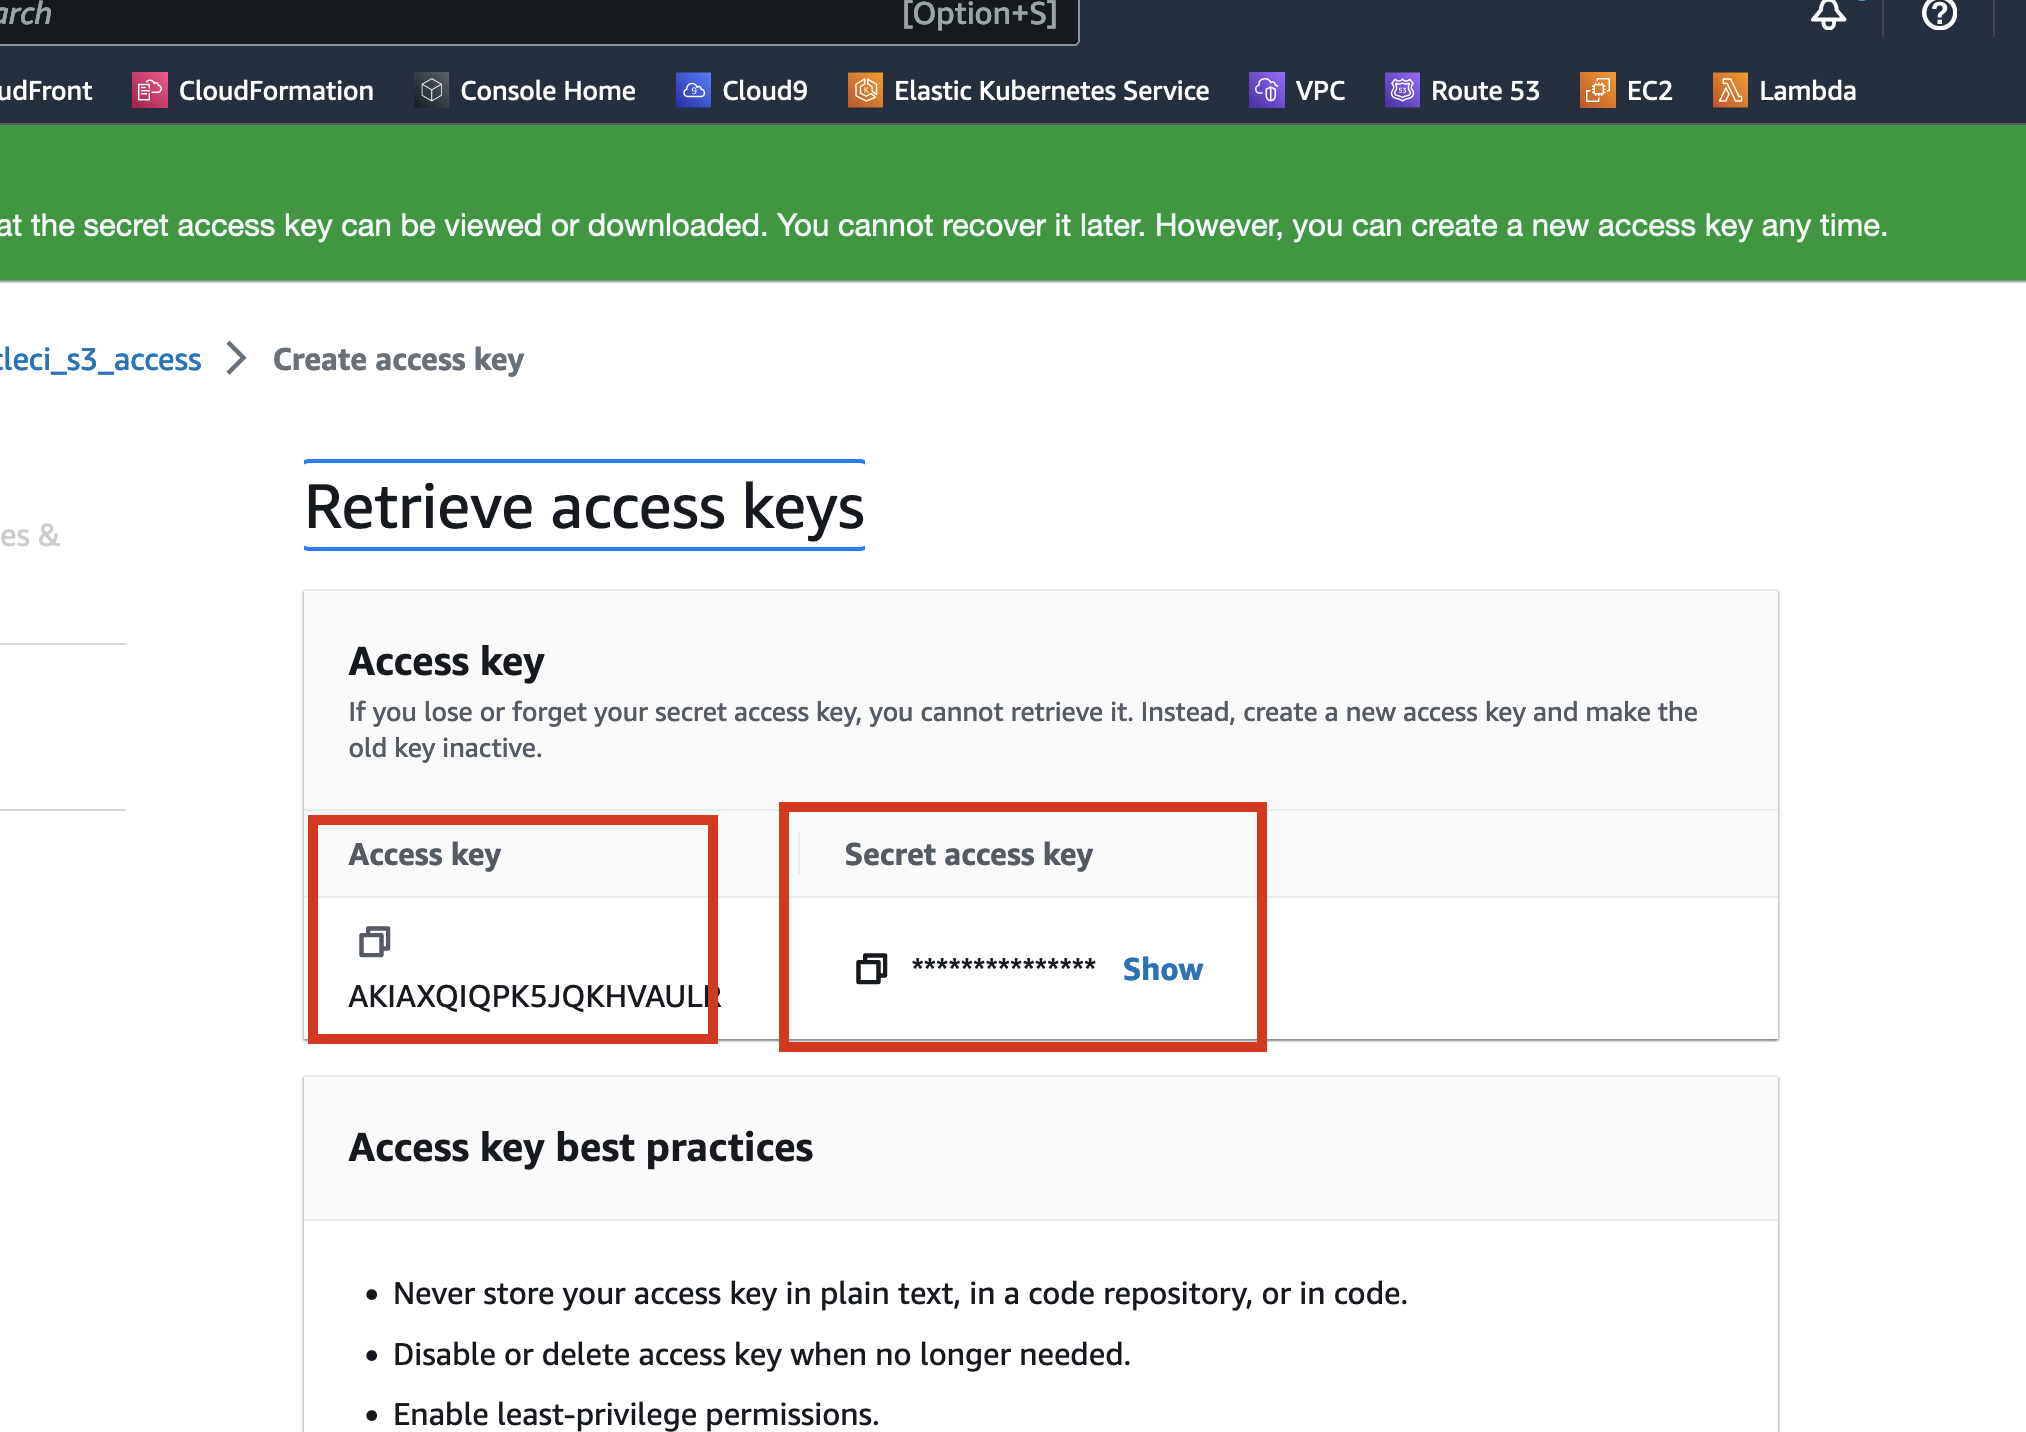 arch [Option+S]
udFront CloudFormation Console Home Cloud9 Elastic Kubernetes Service VPC Route 53 EC2 Lambda
at the secret access key can be viewed or downloaded. You cannot recover it later. However, you can create a new access key any time.
cleci_s3_access > Create access key
Retrieve access keys
es &
Access key
If you lose or forget your secret access key, you cannot retrieve it. Instead, create a new access key and make the
old key inactive.
Access key Secret access key
*************** Show
AKIAXQIQPK5JQKHVAULR
Access key best practices
• Never store your access key in plain text, in a code repository, or in code.
• Disable or delete access key when no longer needed.
• Enable least-privilege permissions.